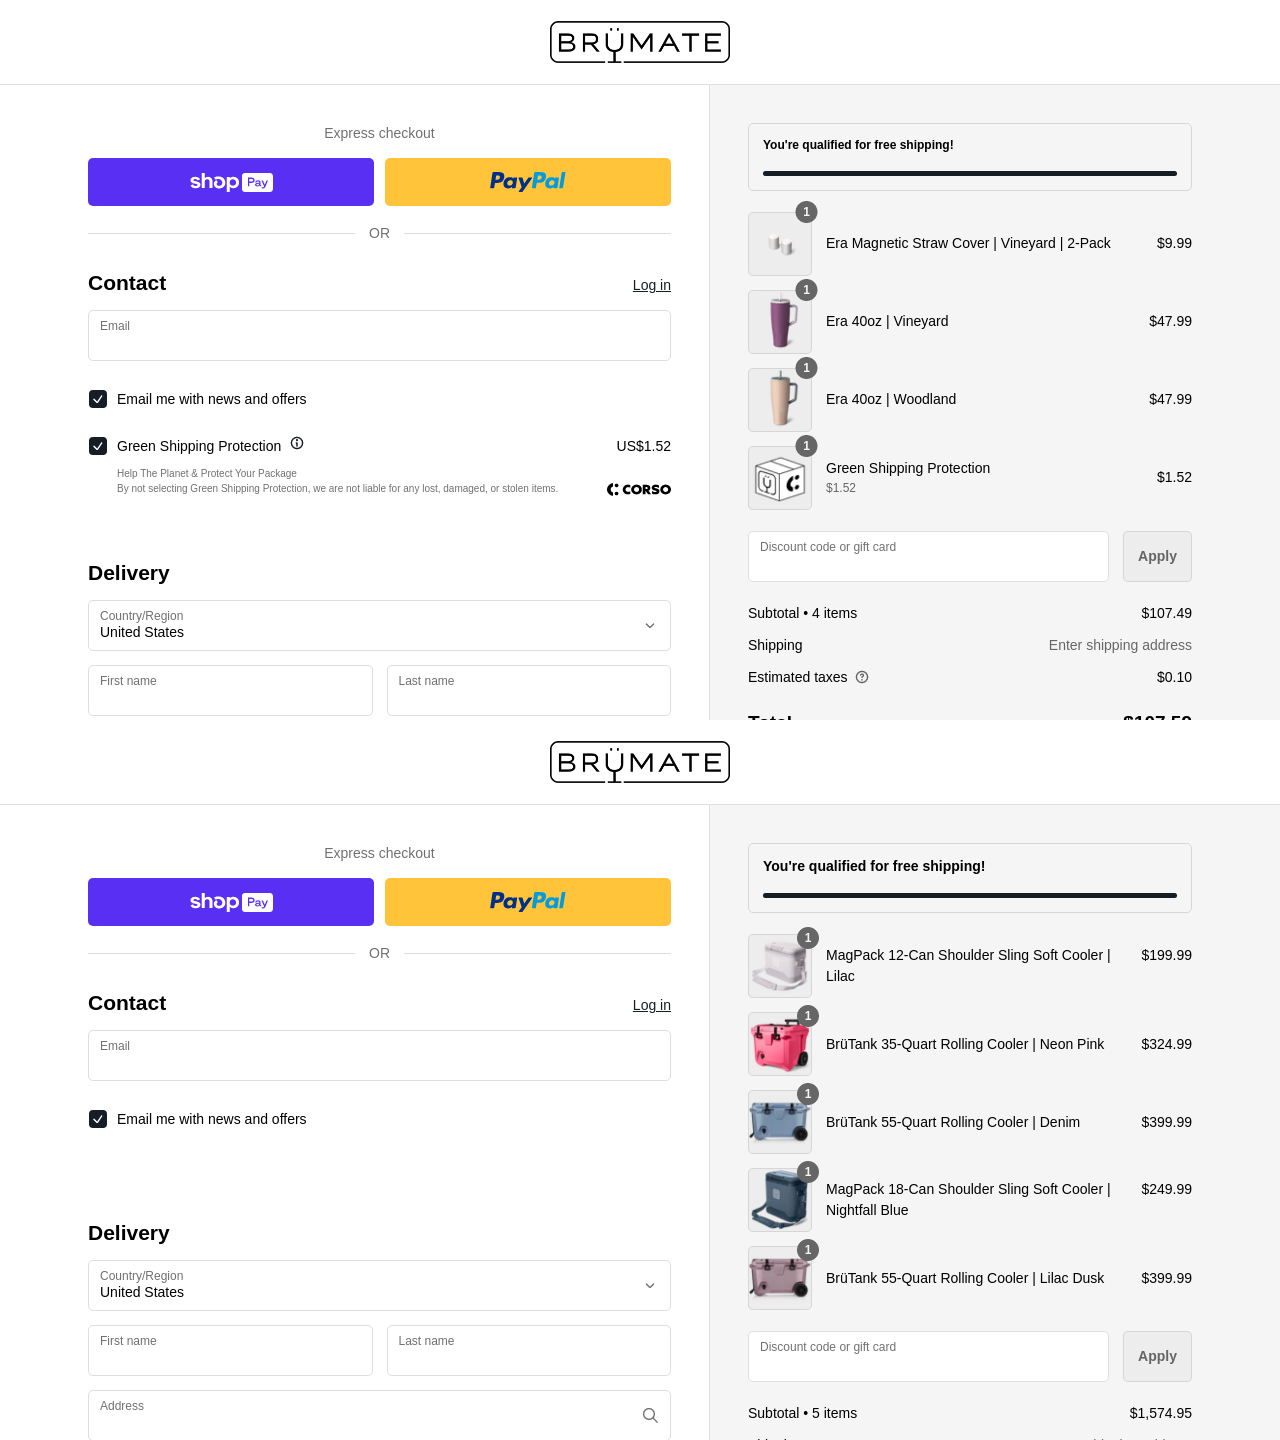 BRÜMATE
Express checkout
shop Pay
PayPal
OR
Contact
Log in
Email
Email me with news and offers
Green Shipping Protection
US$1.52
Help The Planet & Protect Your Package
By not selecting Green Shipping Protection, we are not liable for any lost, damaged, or stolen items.
CORSO
Delivery
Country/Region
United States
First name
Last name
You're qualified for free shipping!
1
Era Magnetic Straw Cover | Vineyard | 2-Pack
$9.99
1
Era 40oz | Vineyard
$47.99
1
Era 40oz | Woodland
$47.99
1
Green Shipping Protection
$1.52
$1.52
Discount code or gift card
Apply
Subtotal • 4 items
$107.49
Shipping
Enter shipping address
Estimated taxes
$0.10
Total
$107.59
BRÜMATE
Express checkout
shop Pay
PayPal
OR
Contact
Log in
Email
Email me with news and offers
Delivery
Country/Region
United States
First name
Last name
Address
You're qualified for free shipping!
1
MagPack 12-Can Shoulder Sling Soft Cooler |
Lilac
$199.99
1
BrüTank 35-Quart Rolling Cooler | Neon Pink
$324.99
1
BrüTank 55-Quart Rolling Cooler | Denim
$399.99
1
MagPack 18-Can Shoulder Sling Soft Cooler |
Nightfall Blue
$249.99
1
BrüTank 55-Quart Rolling Cooler | Lilac Dusk
$399.99
Discount code or gift card
Apply
Subtotal • 5 items
$1,574.95